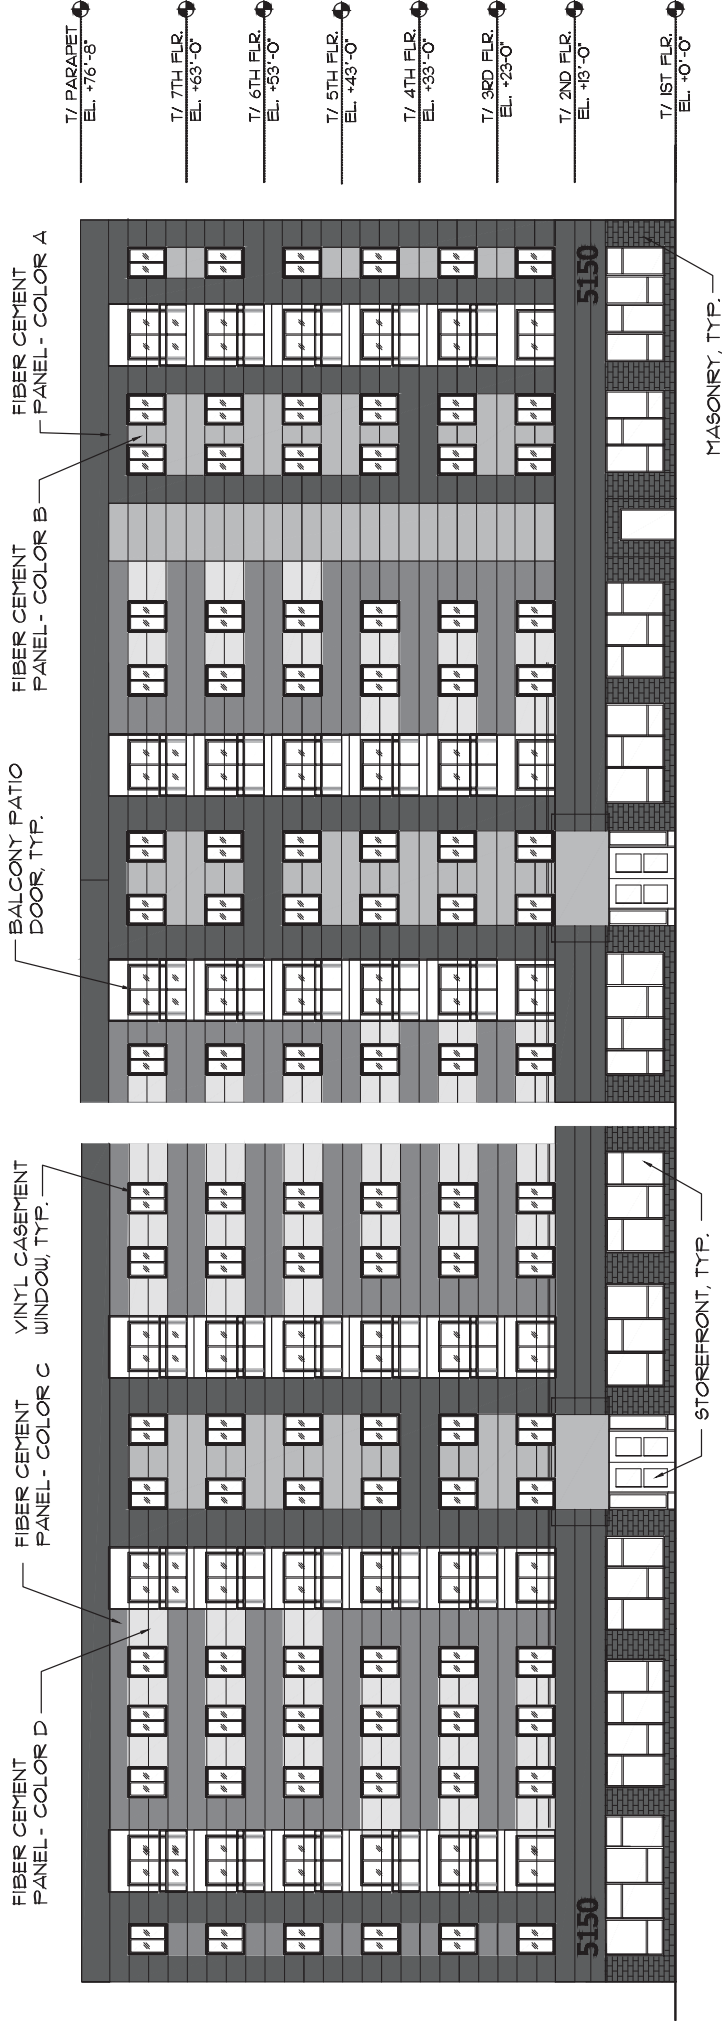 FIBER CEMENT
PANEL - COLOR D
FIBER CEMENT
PANEL - COLOR C
VINYL CASEMENT
WINDOW, TYP.
BALCONY PATIO
DOOR, TYP.
FIBER CEMENT
PANEL - COLOR B
FIBER CEMENT
PANEL - COLOR A
T/ PARAPET
EL. +76'-8"
T/ 7TH FLR.
EL. +63'-0"
T/ 6TH FLR.
EL. +53'-0"
T/ 5TH FLR.
EL. +43'-0"
T/ 4TH FLR.
EL. +33'-0"
T/ 3RD FLR.
EL. +23-0"
T/ 2ND FLR.
EL. +13'-0"
T/ 1ST FLR.
EL. +0'-0"
5150
5150
STOREFRONT, TYP.
MASONRY, TYP.